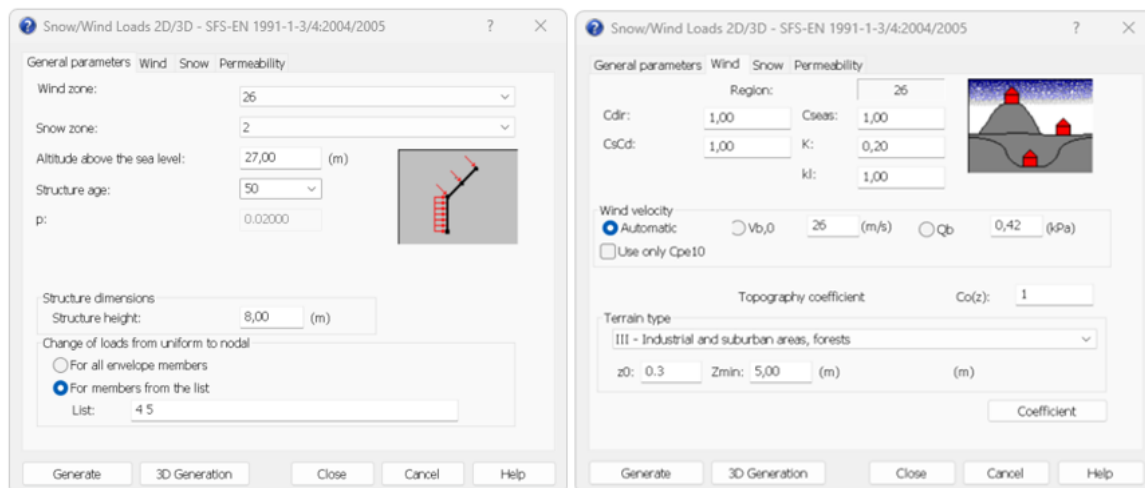 Snow/Wind Loads 2D/3D - SFS-EN 1991-1-3/4:2004/2005 ?
General parameters Wind Snow Permeability
Wind zone: 26
Snow zone: 2
Altitude above the sea level: 27,00 (m)
Structure age: 50
p: 0.02000
Structure dimensions
Structure height: 8,00 (m)
Change of loads from uniform to nodal
For all envelope members
For members from the list
List: 4 5
Generate 3D Generation Close Cancel Help
Snow/Wind Loads 2D/3D - SFS-EN 1991-1-3/4:2004/2005 ?
General parameters Wind Snow Permeability
Region: 26
Cdir: 1,00 Cseas: 1,00
CsCd: 1,00 K: 0,20
kI: 1,00
Wind velocity
Automatic Vb,0 26 (m/s) Qb 0,42 (kPa)
Use only Cpe10
Topography coefficient Co(z): 1
Terrain type
III - Industrial and suburban areas, forests
z0: 0.3 Zmin: 5,00 (m) (m)
Coefficient
Generate 3D Generation Close Cancel Help